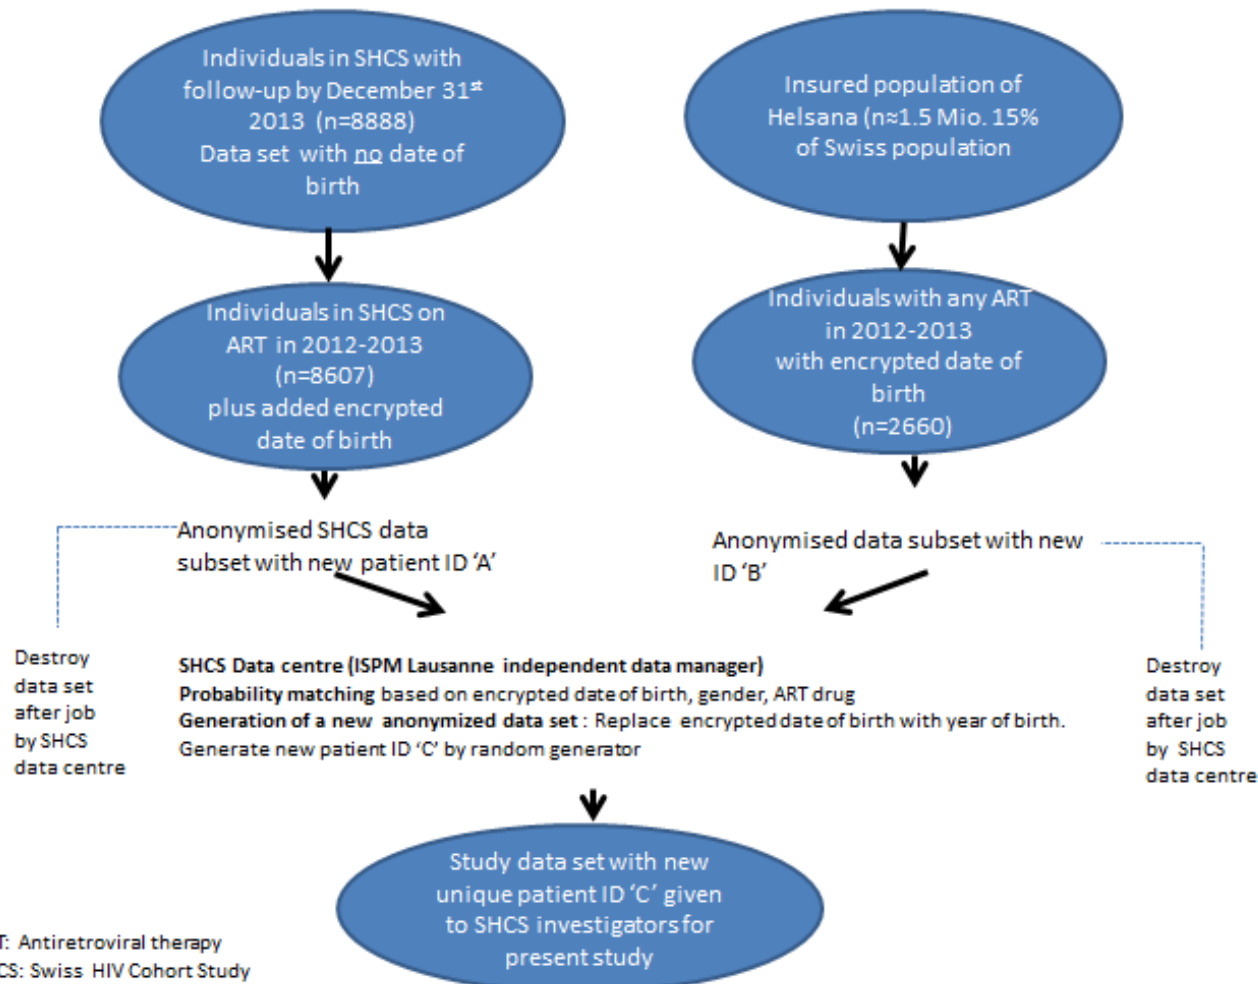 Individuals in SHCS with
follow-up by December 31st
2013 (n=8888)
Data set with no date of
birth
Insured population of
Helsana (n≈1.5 Mio. 15%
of Swiss population
Individuals in SHCS on
ART in 2012-2013
(n=8607)
plus added encrypted
date of birth
Individuals with any ART
in 2012-2013
with encrypted date of
birth
(n=2660)
Anonymised SHCS data
subset with new patient ID ‘A’
Anonymised data subset with new
ID ‘B’
Destroy
data set
after job
by SHCS
data centre
SHCS Data centre (ISPM Lausanne independent data manager)
Probability matching based on encrypted date of birth, gender, ART drug
Generation of a new anonymized data set : Replace encrypted date of birth with year of birth.
Generate new patient ID ‘C’ by random generator
Destroy
data set
after job
by SHCS
data centre
Study data set with new
unique patient ID ‘C’ given
to SHCS investigators for
present study
T: Antiretroviral therapy
CS: Swiss HIV Cohort Study